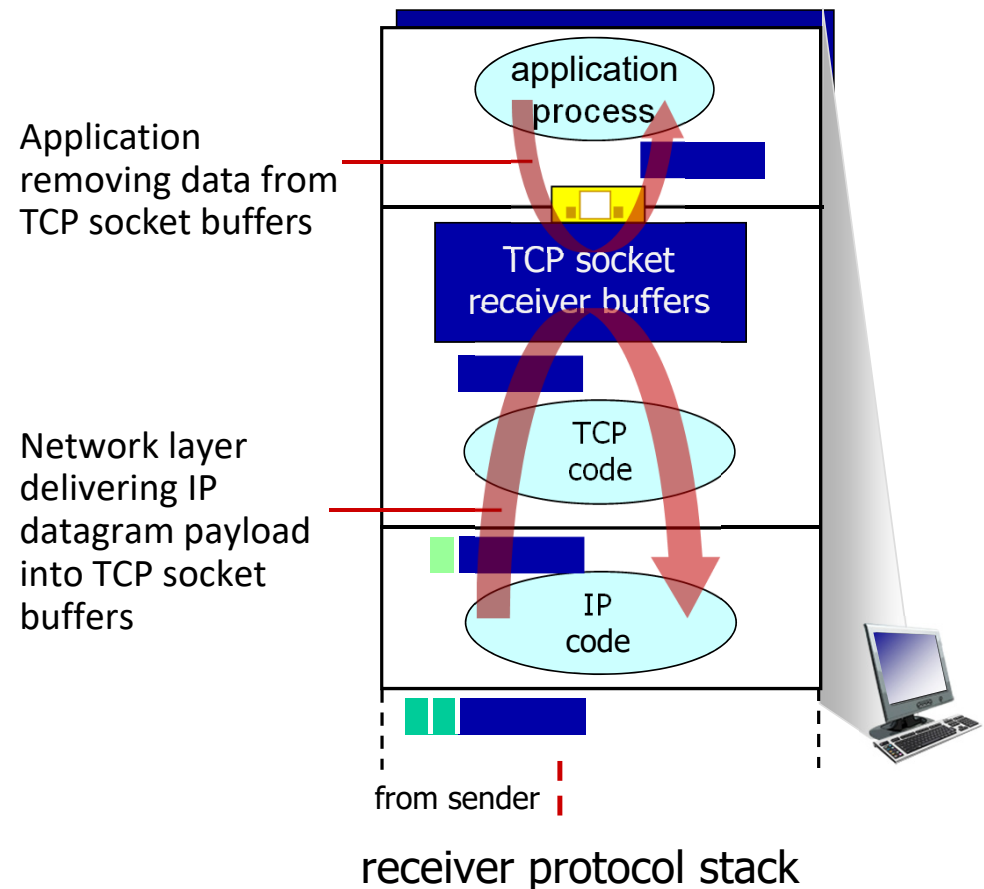 application
process
Application
removing data from
TCP socket buffers
TCP socket
receiver buffers
TCP
code
Network layer
delivering IP
datagram payload
into TCP socket
buffers
IP
code
from sender
receiver protocol stack